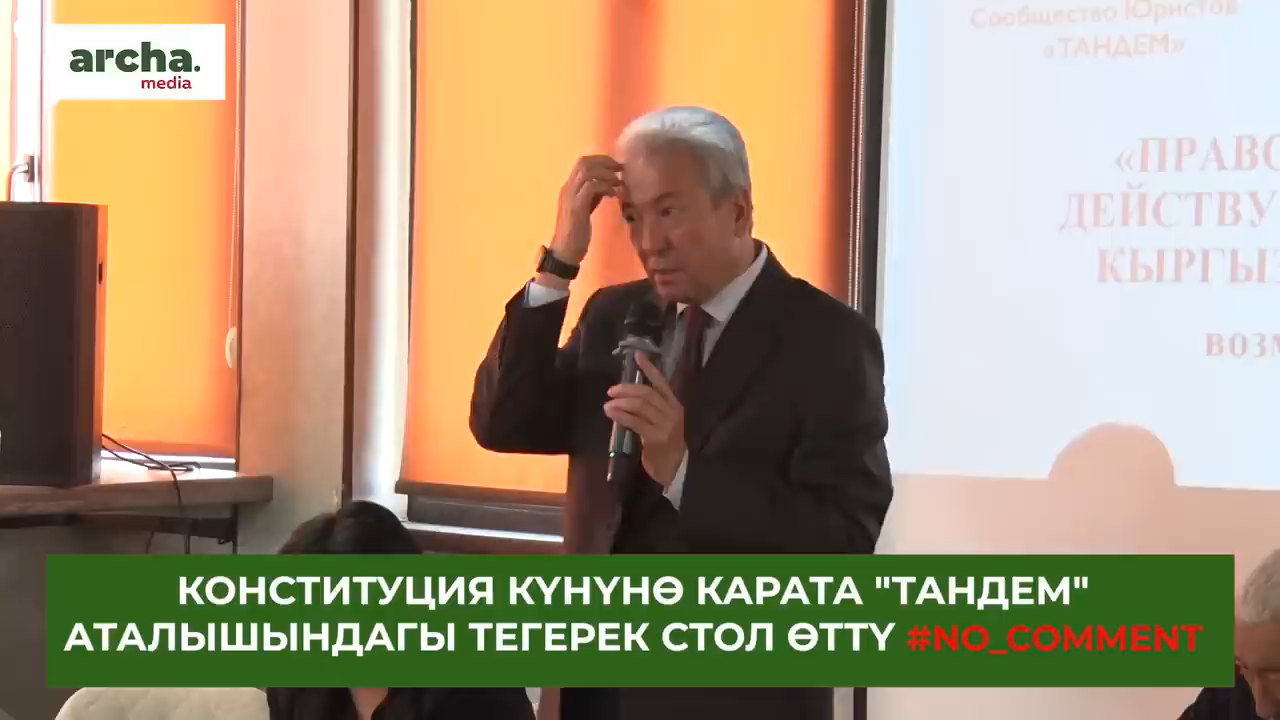 archa.
media
Сообщество Юристов
«ТАНДЕМ»
«ПРАВО
ДЕЙСТВУ
КЫРГЫЗ
ВОЗМ
КОНСТИТУЦИЯ КҮНҮНӨ КАРАТА "ТАНДЕМ"
АТАЛЫШЫНДАГЫ ТЕГЕРЕК СТОЛ ӨТТҮ #NO_COMMENT